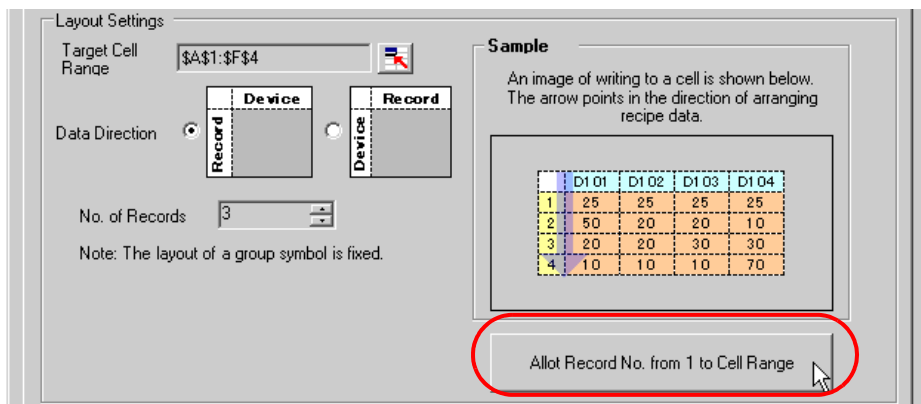 Layout Settings
Target Cell
Range
$A$1:$F$4
Data Direction
Device
Record
Record
Device
No. of Records
3
Note: The layout of a group symbol is fixed.
Sample
An image of writing to a cell is shown below.
The arrow points in the direction of arranging
recipe data.
D101 D102 D103 D104
1 25 25 25 25
2 50 20 20 10
3 20 20 30 30
4 10 10 10 70
Allot Record No. from 1 to Cell Range